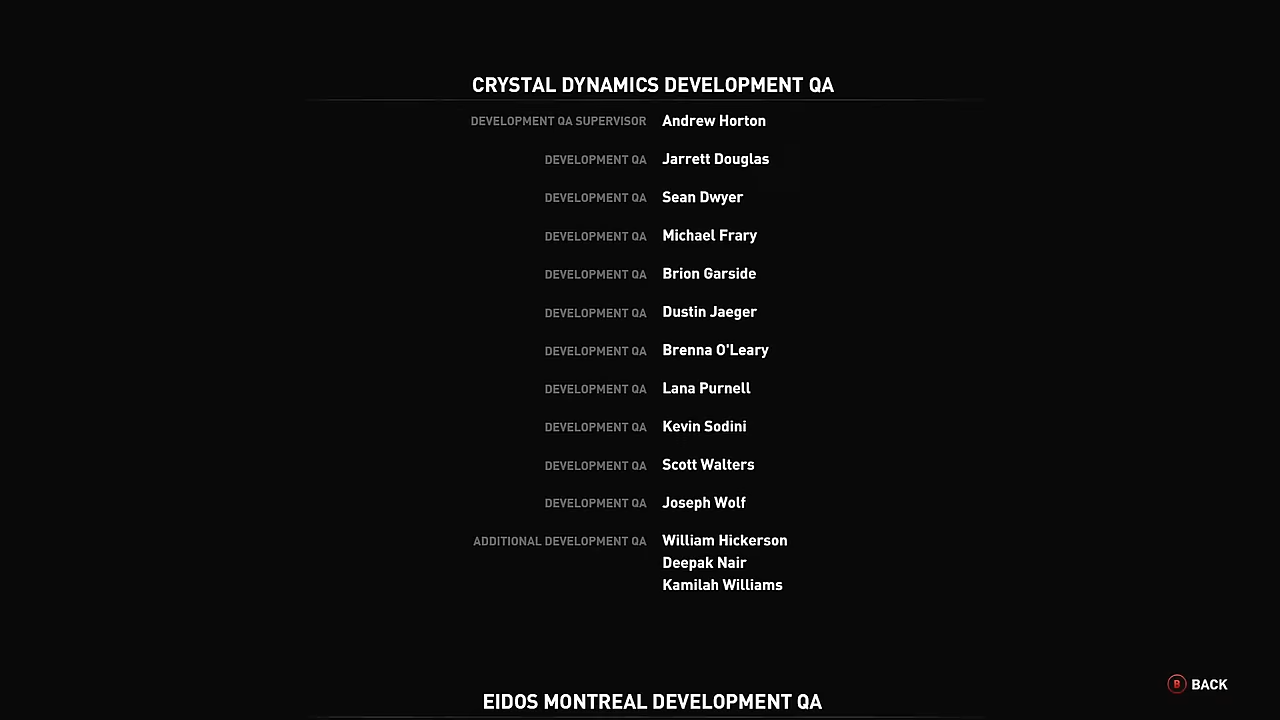 CRYSTAL DYNAMICS DEVELOPMENT QA
DEVELOPMENT QA SUPERVISOR Andrew Horton
DEVELOPMENT QA Jarrett Douglas
DEVELOPMENT QA Sean Dwyer
DEVELOPMENT QA Michael Frary
DEVELOPMENT QA Brion Garside
DEVELOPMENT QA Dustin Jaeger
DEVELOPMENT QA Brenna O'Leary
DEVELOPMENT QA Lana Purnell
DEVELOPMENT QA Kevin Sodini
DEVELOPMENT QA Scott Walters
DEVELOPMENT QA Joseph Wolf
ADDITIONAL DEVELOPMENT QA William Hickerson
Deepak Nair
Kamilah Williams
B BACK
EIDOS MONTREAL DEVELOPMENT QA